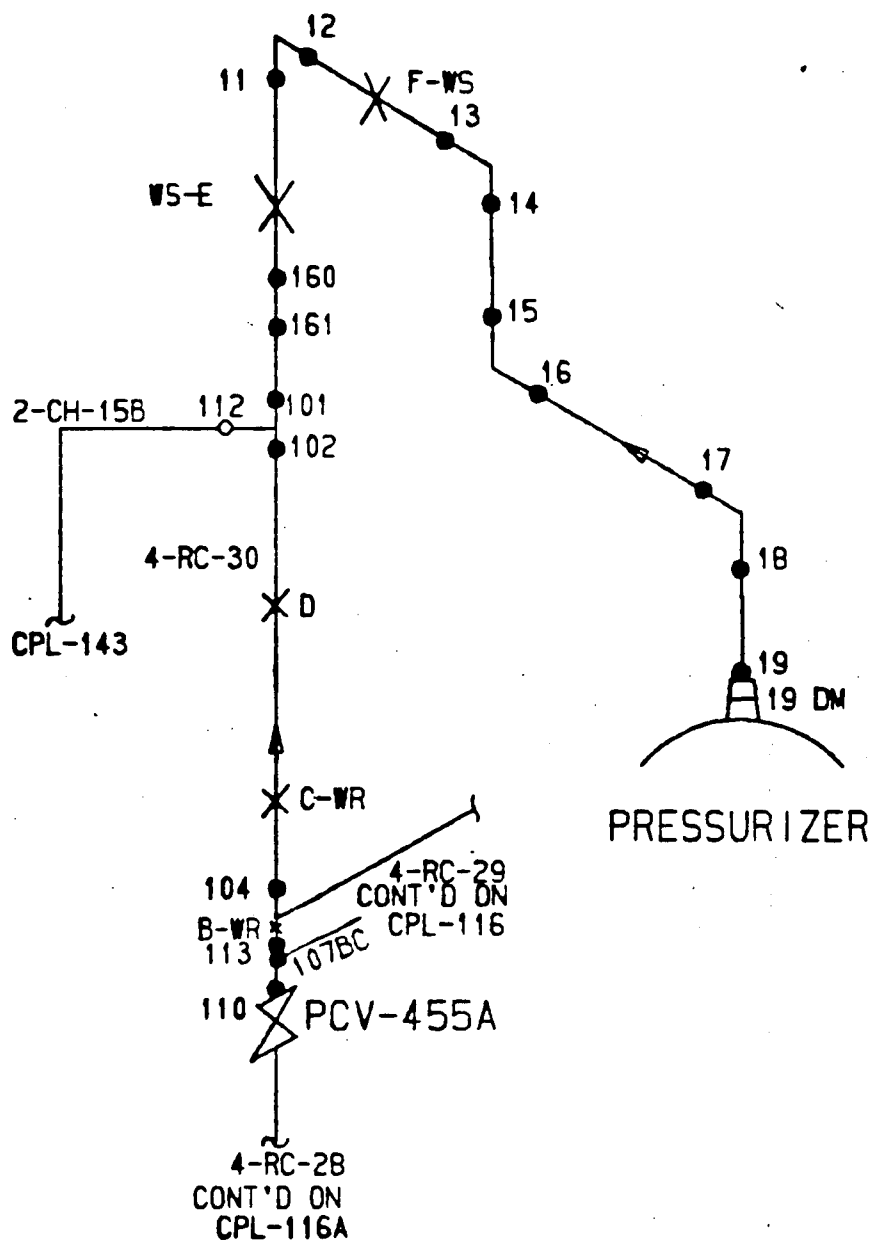 12
11
F-WS
13
WS-E
14
160
15
161
16
2-CH-15B
112
101
102
17
4-RC-30
18
D
CPL-143
19
19 DM
C-WR
PRESSURIZER
104
4-RC-29
CONT'D ON
CPL-116
B-WR
113
107BC
110
PCV-455A
4-RC-28
CONT'D ON
CPL-116A